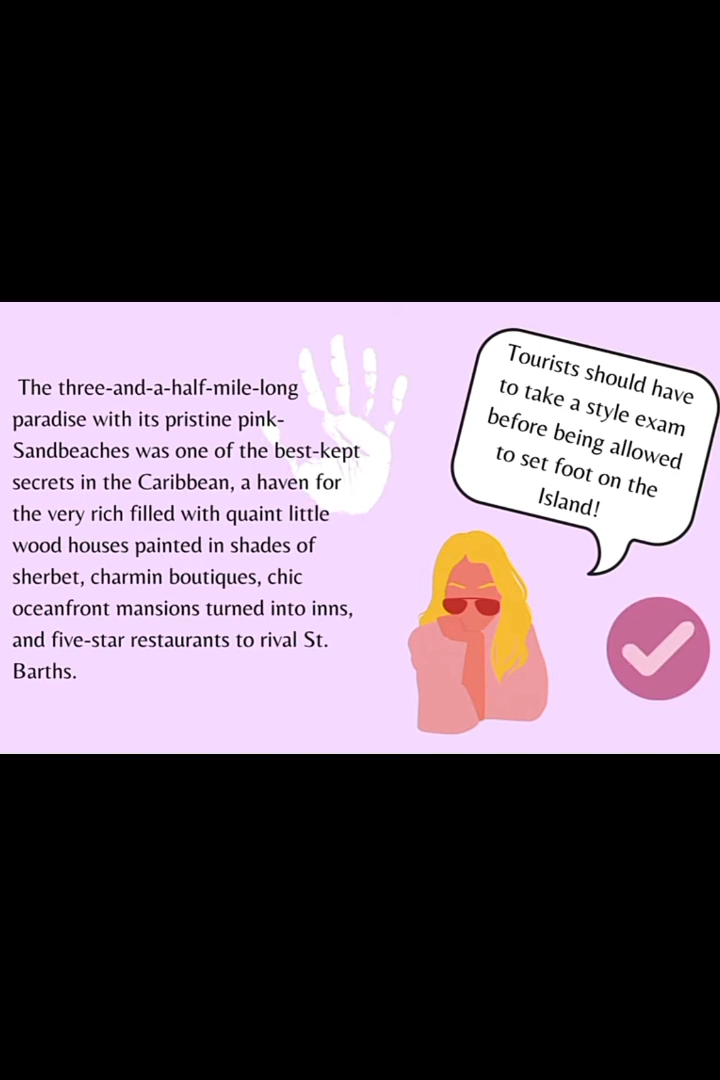 The three-and-a-half-mile-long
paradise with its pristine pink-
Sandbeaches was one of the best-kept
secrets in the Caribbean, a haven for
the very rich filled with quaint little
wood houses painted in shades of
sherbet, charmin boutiques, chic
oceanfront mansions turned into inns,
and five-star restaurants to rival St.
Barths.
Tourists should have
to take a style exam
before being allowed
to set foot on the
Island!